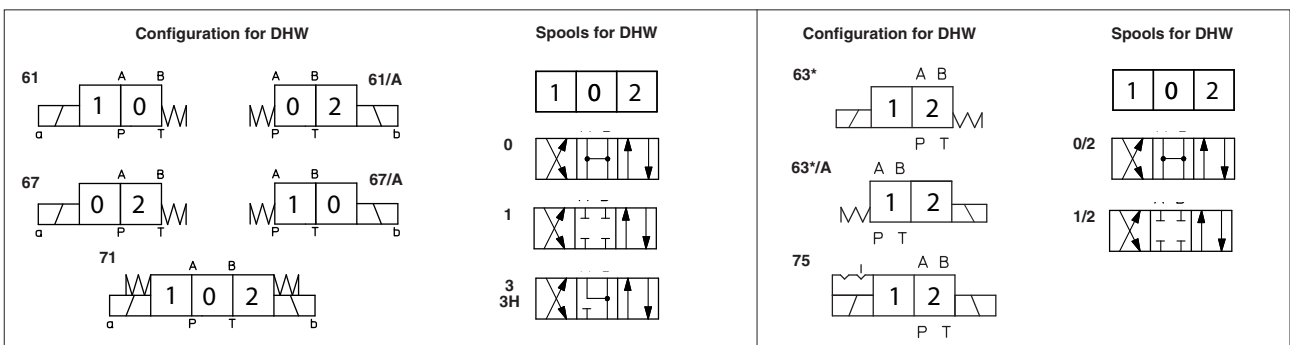 Configuration for DHW
61
A B
1 0
a P T
A B
61/A
0 2
P T b
67
A B
0 2
a P T
A B
67/A
1 0
P T b
71
A B
1 0 2
a P T b
Spools for DHW
1 0 2
0
1
3
3H
Configuration for DHW
63*
A B
1 2
P T
63*/A
A B
1 2
P T
75
A B
1 2
P T
Spools for DHW
1 0 2
0/2
1/2